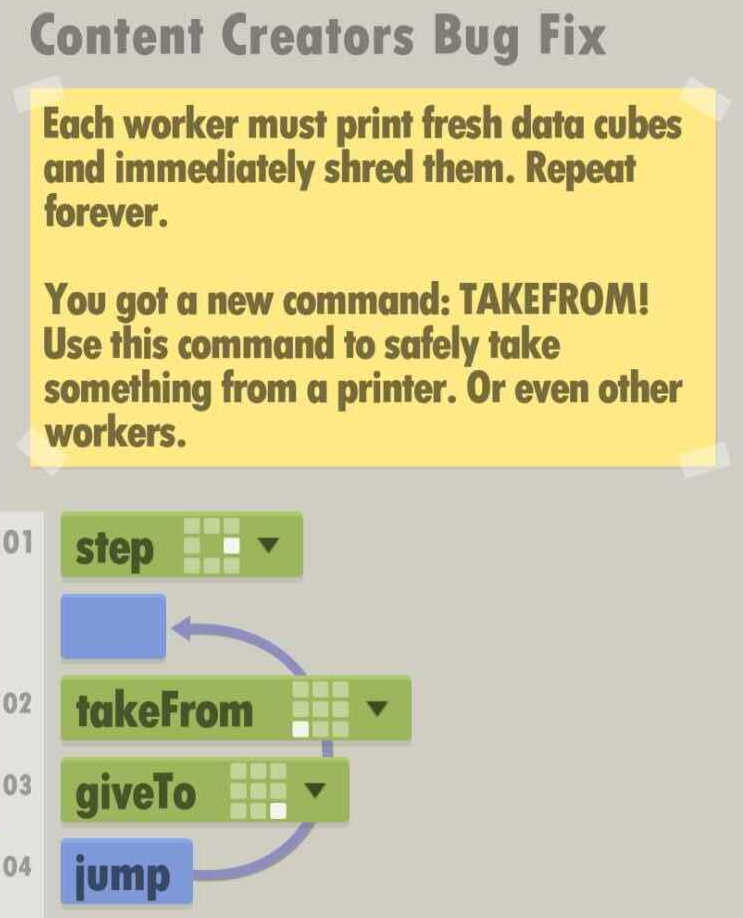 Content Creators Bug Fix
Each worker must print fresh data cubes
and immediately shred them. Repeat
forever.
You got a new command: TAKEFROM!
Use this command to safely take
something from a printer. Or even other
workers.
01 step
02 takeFrom
03 giveTo
04 jump